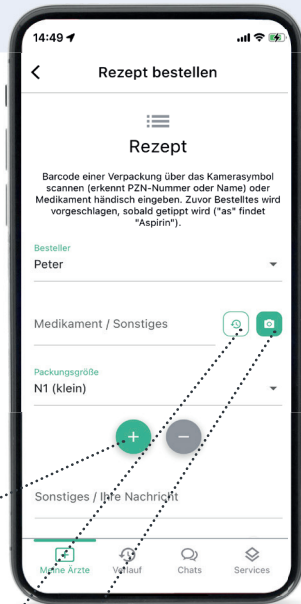 14:49
Rezept bestellen
Rezept
Barcode einer Verpackung über das Kamerasymbol
scannen (erkennt PZN-Nummer oder Name) oder
Medikament händisch eingeben. Zuvor Bestelltes wird
vorgeschlagen, sobald getippt wird ("as" findet
"Aspirin").
Besteller
Peter
Medikament / Sonstiges
Packungsgröße
N1 (klein)
Sonstiges / Ihre Nachricht
Meine Ärzte Verlauf Chats Services